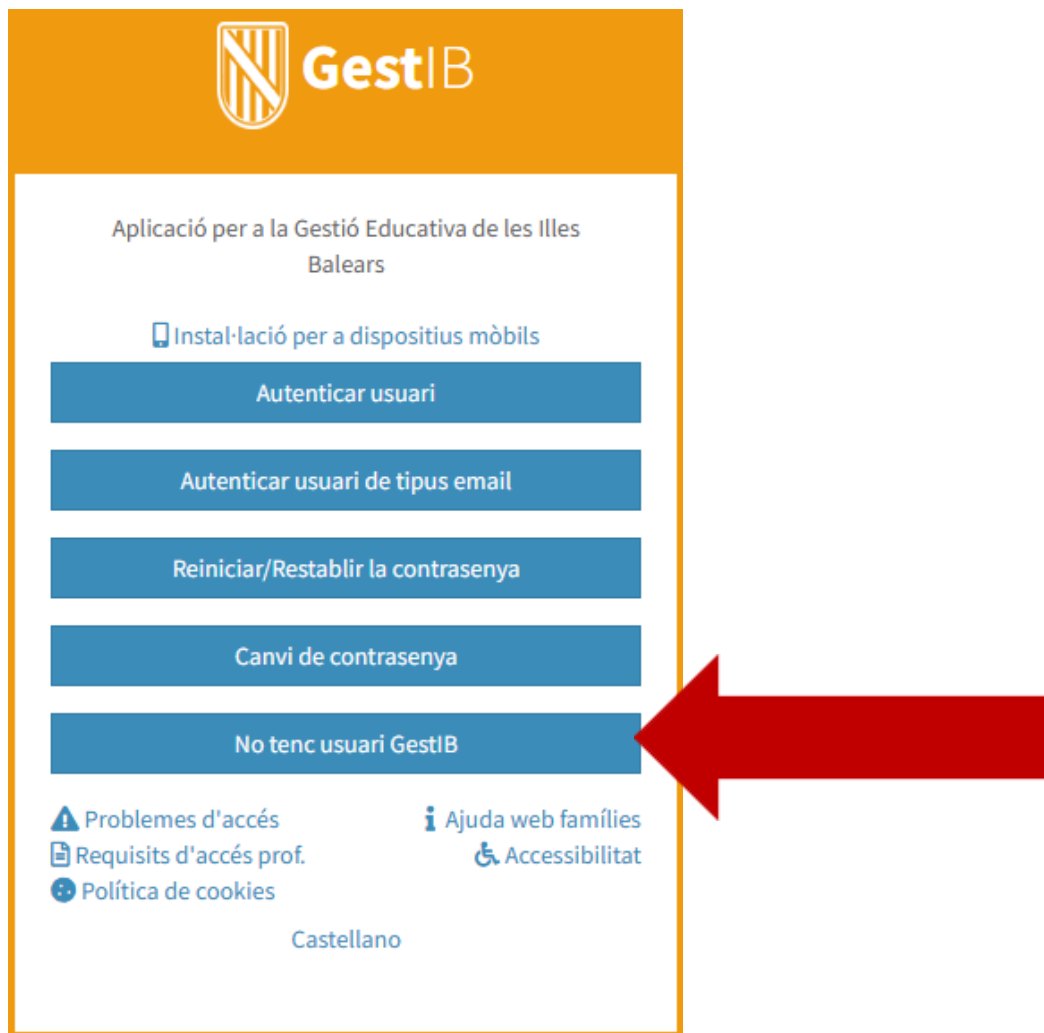 GestIB
Aplicació per a la Gestió Educativa de les Illes
Balears
Instal·lació per a dispositius mòbils
Autenticar usuari
Autenticar usuari de tipus email
Reiniciar/Restablir la contrasenya
Canvi de contrasenya
No tenc usuari GestIB
Problemes d'accés
Ajuda web famílies
Requisits d'accés prof.
Accessibilitat
Política de cookies
Castellano